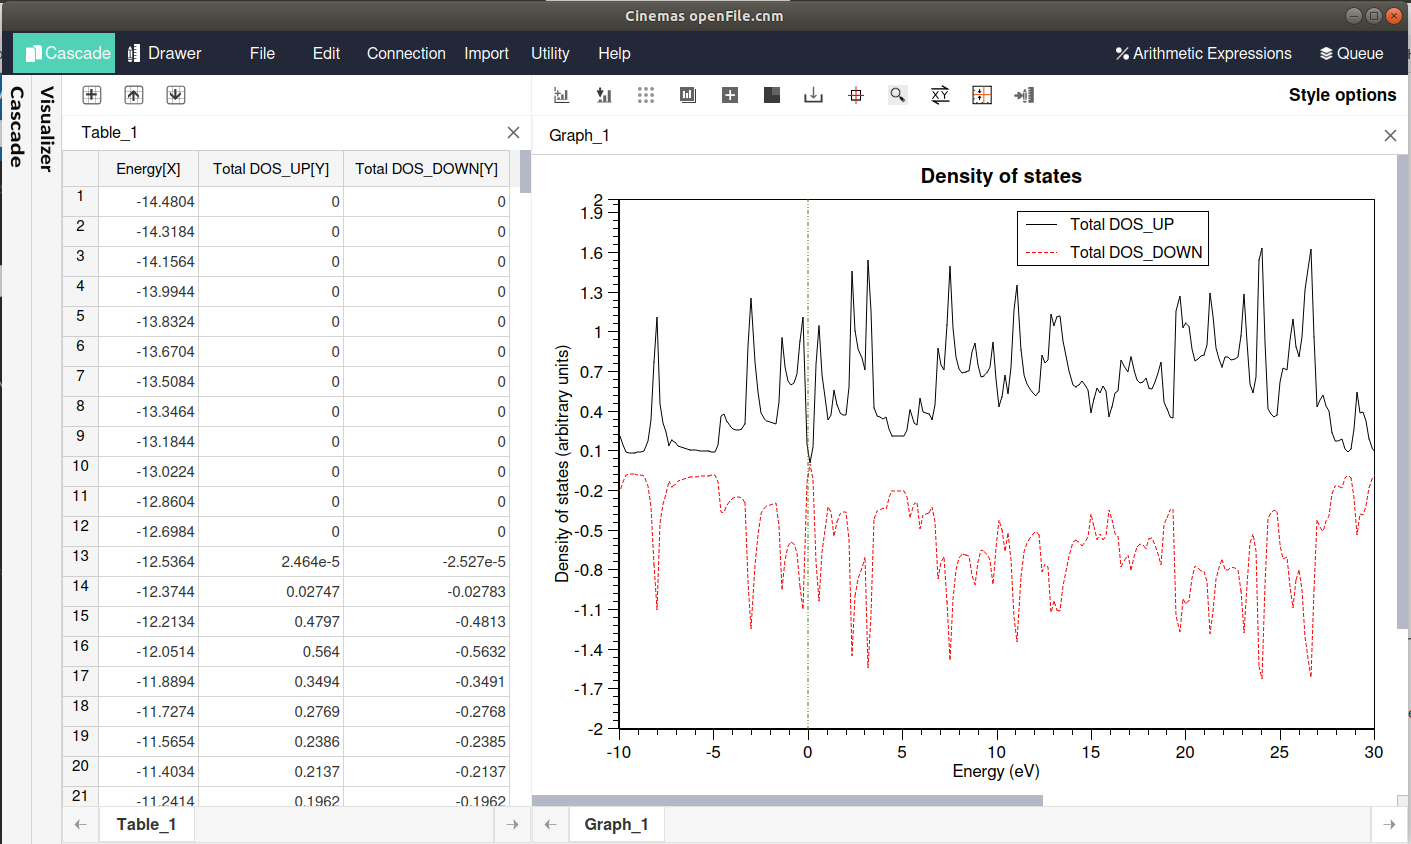 Cinemas openFile.cnm
Cascade Drawer File Edit Connection Import Utility Help Arithmetic Expressions Queue
Cascade
Visualizer
Style options
Table_1
Energy[X] Total DOS_UP[Y] Total DOS_DOWN[Y]
1 -14.4804 0 0
2 -14.3184 0 0
3 -14.1564 0 0
4 -13.9944 0 0
5 -13.8324 0 0
6 -13.6704 0 0
7 -13.5084 0 0
8 -13.3464 0 0
9 -13.1844 0 0
10 -13.0224 0 0
11 -12.8604 0 0
12 -12.6984 0 0
13 -12.5364 2.464e-5 -2.527e-5
14 -12.3744 0.02747 -0.02783
15 -12.2134 0.4797 -0.4813
16 -12.0514 0.564 -0.5632
17 -11.8894 0.3494 -0.3491
18 -11.7274 0.2769 -0.2768
19 -11.5654 0.2386 -0.2385
20 -11.4034 0.2137 -0.2137
21 -11.2414 0.1962 -0.1962
Table_1
Graph_1
Density of states
Total DOS_UP
Total DOS_DOWN
Density of states (arbitrary units)
2
1.9
1.6
1.3
1
0.7
0.4
0.1
-0.2
-0.5
-0.8
-1.1
-1.4
-1.7
-2
-10 -5 0 5 10 15 20 25 30
Energy (eV)
Graph_1